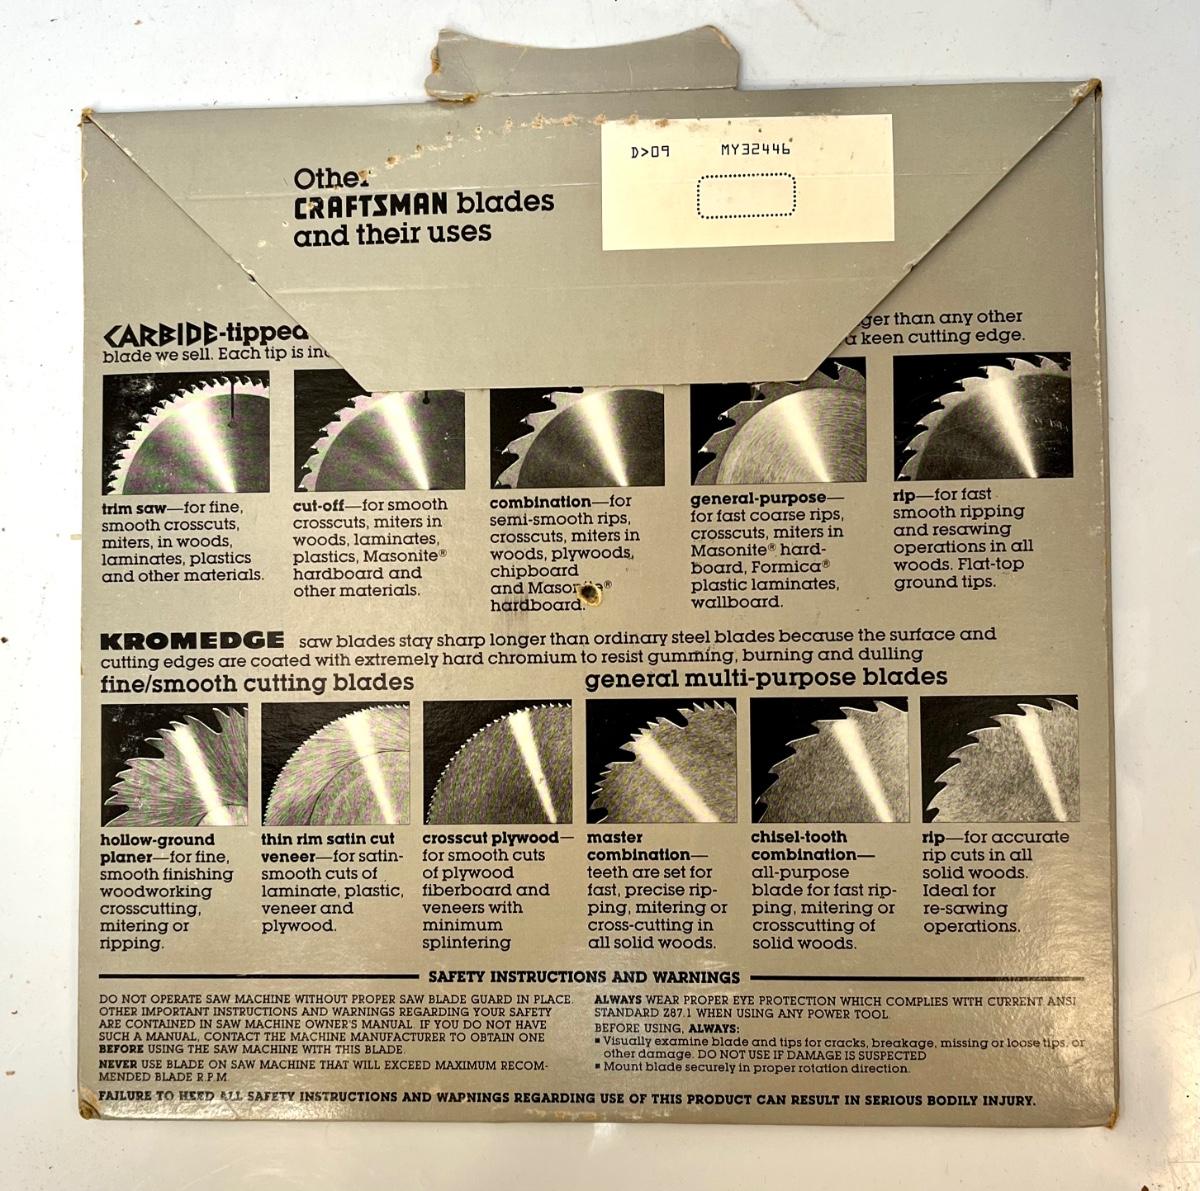 D>09 MY32446
Other
CRAFTSMAN blades
and their uses
CARBIDE-tipped
ger than any other
blade we sell. Each tip is
a keen cutting edge.
trim saw—for fine,
smooth crosscuts,
miters, in woods,
laminates, plastics
and other materials.
cut-off—for smooth
crosscuts, miters in
woods, laminates,
plastics, Masonite®
hardboard and
other materials.
combination—for
semi-smooth rips,
crosscuts, miters in
woods, plywoods,
chipboard
and Masonite®
hardboard.
general-purpose—
for fast coarse rips,
crosscuts, miters in
Masonite® hard-
board, Formica®
plastic laminates,
wallboard.
rip—for fast
smooth ripping
and resawing
operations in all
woods. Flat-top
ground tips.
KROMEDGE saw blades stay sharp longer than ordinary steel blades because the surface and
cutting edges are coated with extremely hard chromium to resist gumming, burning and dulling
fine/smooth cutting blades
general multi-purpose blades
hollow-ground
planer—for fine,
smooth finishing
woodworking
crosscutting,
mitering or
ripping.
thin rim satin cut
veneer—for satin-
smooth cuts of
laminate, plastic,
veneer and
plywood.
crosscut plywood—
for smooth cuts
of plywood
fiberboard and
veneers with
minimum
splintering
master
combination—
teeth are set for
fast, precise rip-
ping, mitering or
cross-cutting in
all solid woods.
chisel-tooth
combination—
all-purpose
blade for fast rip-
ping, mitering or
crosscutting of
solid woods.
rip—for accurate
rip cuts in all
solid woods.
Ideal for
re-sawing
operations.
SAFETY INSTRUCTIONS AND WARNINGS
DO NOT OPERATE SAW MACHINE WITHOUT PROPER SAW BLADE GUARD IN PLACE.
OTHER IMPORTANT INSTRUCTIONS AND WARNINGS REGARDING YOUR SAFETY
ARE CONTAINED IN SAW MACHINE OWNER'S MANUAL. IF YOU DO NOT HAVE
SUCH A MANUAL, CONTACT THE MACHINE MANUFACTURER TO OBTAIN ONE
BEFORE USING THE SAW MACHINE WITH THIS BLADE.
NEVER USE BLADE ON SAW MACHINE THAT WILL EXCEED MAXIMUM RECOM-
MENDED BLADE R P M
ALWAYS WEAR PROPER EYE PROTECTION WHICH COMPLIES WITH CURRENT ANSI
STANDARD Z87.1 WHEN USING ANY POWER TOOL.
BEFORE USING, ALWAYS:
▪ Visually examine blade and tips for cracks, breakage, missing or loose tips, or
other damage. DO NOT USE IF DAMAGE IS SUSPECTED
▪ Mount blade securely in proper rotation direction.
FAILURE TO HEED ALL SAFETY INSTRUCTIONS AND WARNINGS REGARDING USE OF THIS PRODUCT CAN RESULT IN SERIOUS BODILY INJURY.